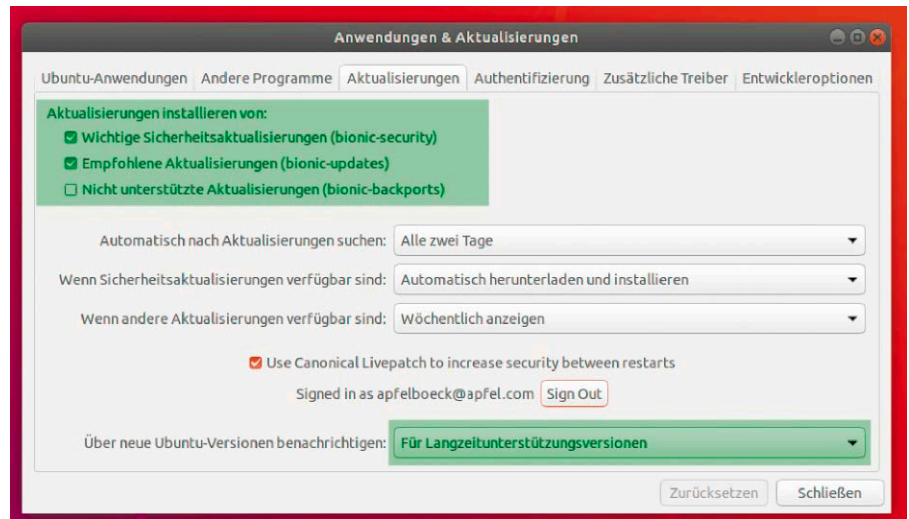 Anwendungen & Aktualisierungen
Ubuntu-Anwendungen Andere Programme Aktualisierungen Authentifizierung Zusätzliche Treiber Entwickleroptionen
Aktualisierungen installieren von:
Wichtige Sicherheitsaktualisierungen (bionic-security)
Empfohlene Aktualisierungen (bionic-updates)
Nicht unterstützte Aktualisierungen (bionic-backports)
Automatisch nach Aktualisierungen suchen: Alle zwei Tage
Wenn Sicherheitsaktualisierungen verfügbar sind: Automatisch herunterladen und installieren
Wenn andere Aktualisierungen verfügbar sind: Wöchentlich anzeigen
Use Canonical Livepatch to increase security between restarts
Signed in as apfelboeck@apfel.com Sign Out
Über neue Ubuntu-Versionen benachrichtigen: Für Langzeitunterstützungsversionen
Zurücksetzen Schließen